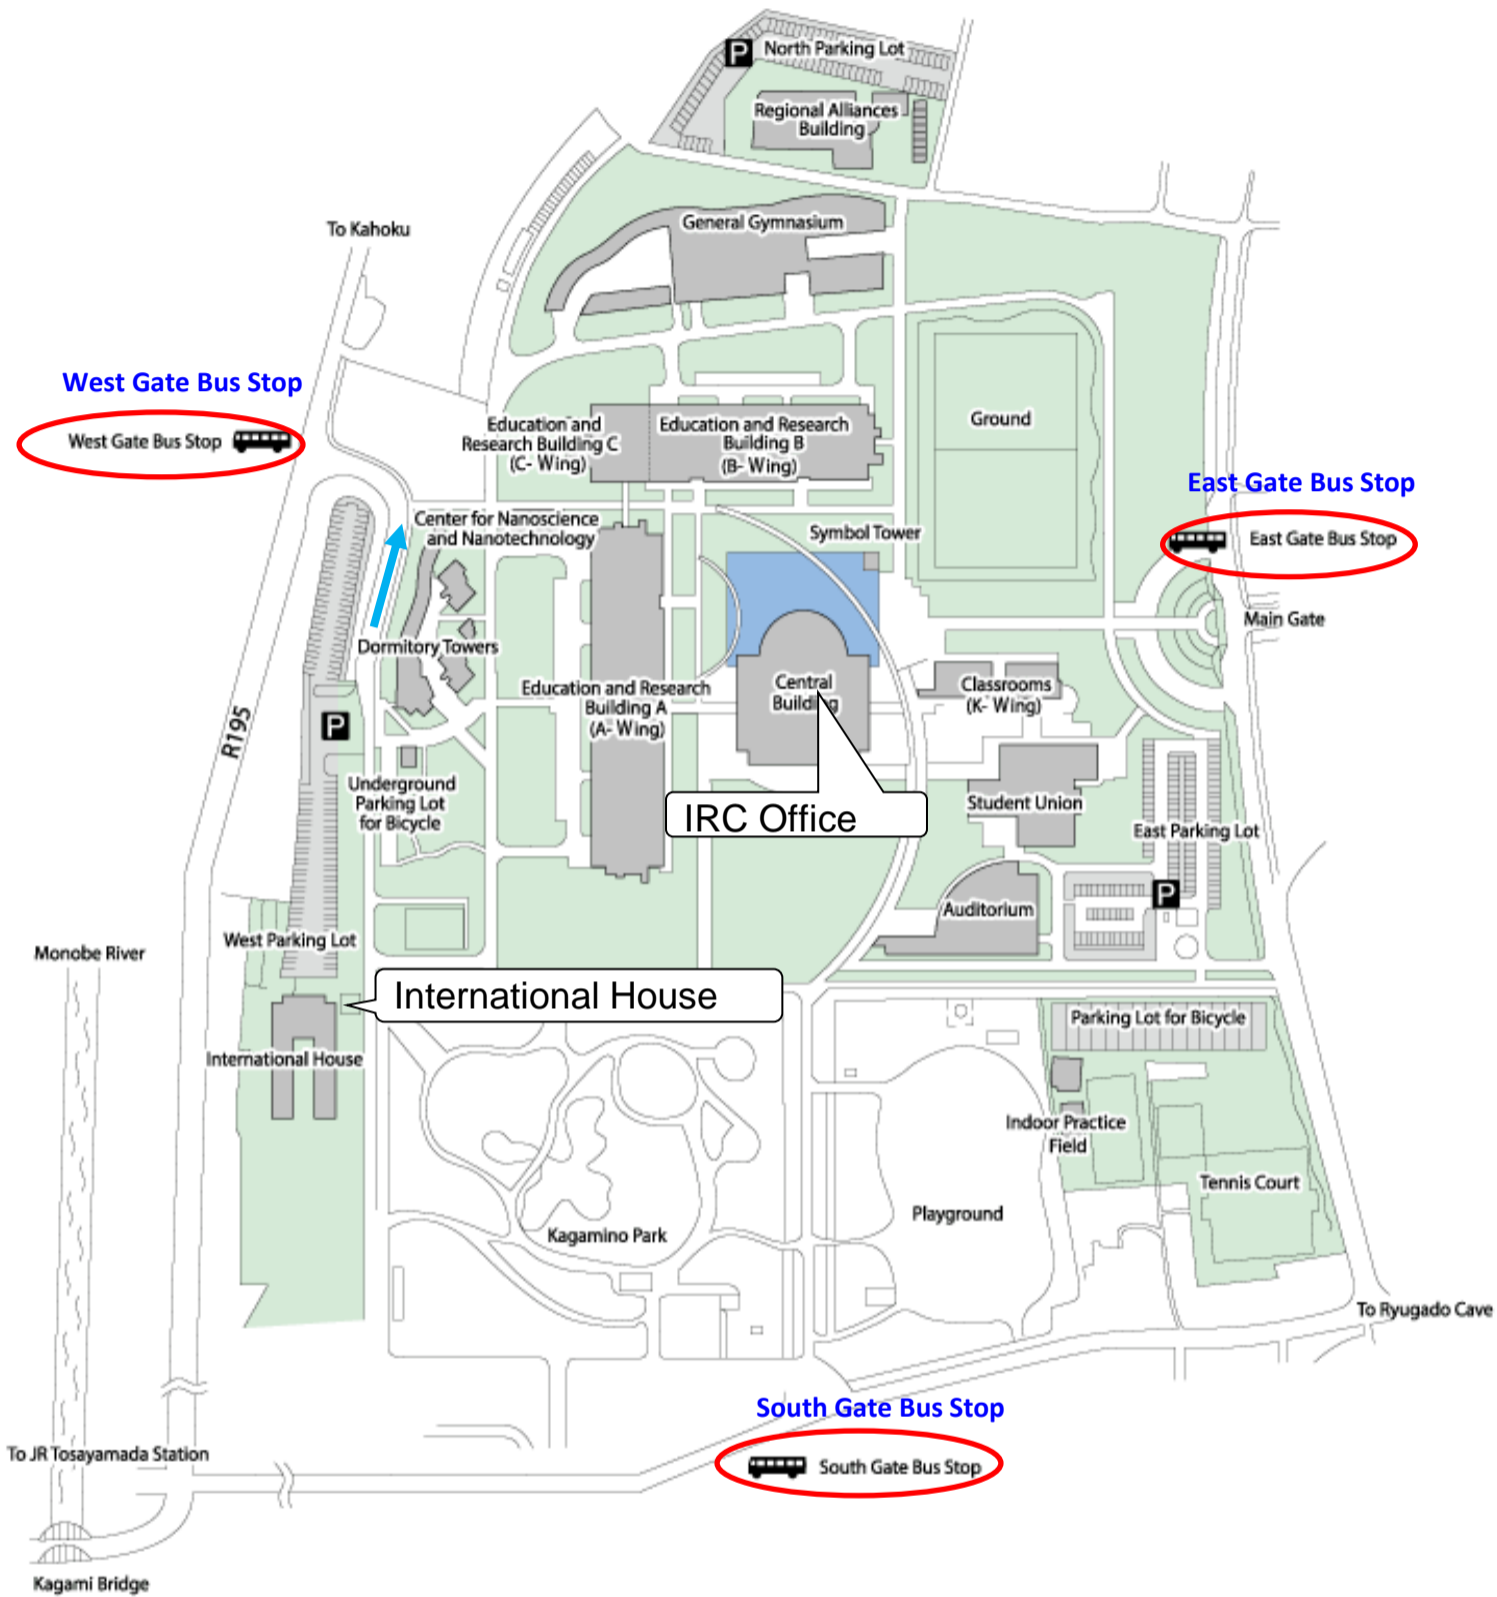 P
North Parking Lot
Regional Alliances
Building
To Kahoku
General Gymnasium
West Gate Bus Stop
West Gate Bus Stop
Education and
Research Building C
(C- Wing)
Education and Research
Building B
(B- Wing)
Ground
East Gate Bus Stop
East Gate Bus Stop
Center for Nanoscience
and Nanotechnology
Symbol Tower
Main Gate
Dormitory Towers
Education and Research
Building A
(A- Wing)
Central
Building
Classrooms
(K- Wing)
R195
P
Underground
Parking Lot
for Bicycle
IRC Office
Student Union
East Parking Lot
P
Auditorium
West Parking Lot
Monobe River
International House
International House
Parking Lot for Bicycle
Indoor Practice
Field
Tennis Court
Kagamino Park
Playground
To Ryugado Cave
South Gate Bus Stop
South Gate Bus Stop
To JR Tosayamada Station
Kagami Bridge